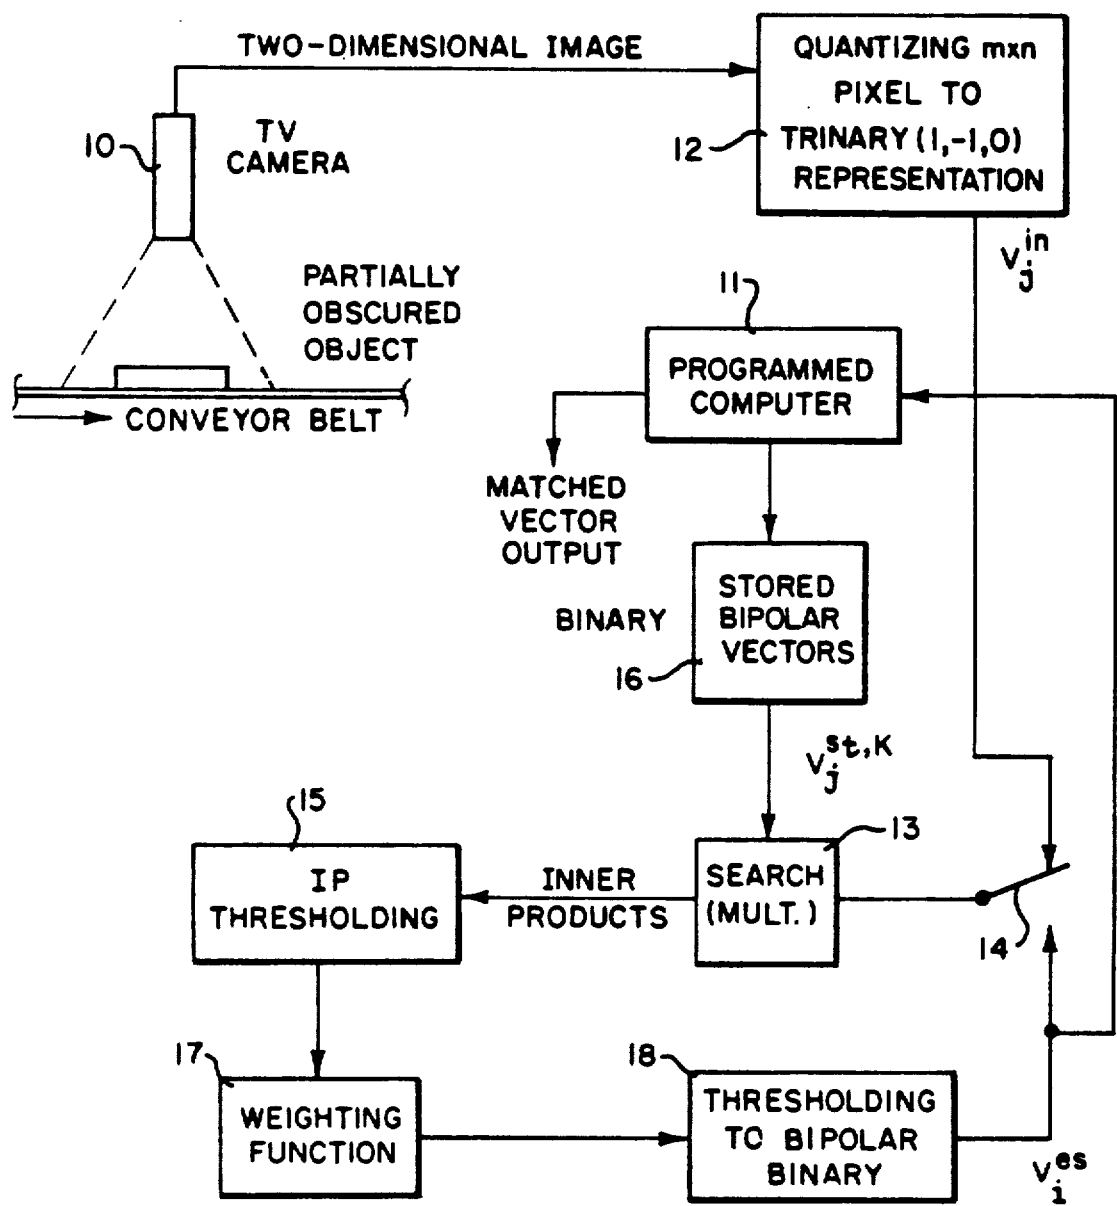 TWO-DIMENSIONAL IMAGE
QUANTIZING mxn
PIXEL TO
TRINARY (1,-1,0)
REPRESENTATION
12
10
TV
CAMERA
V_j^in
PARTIALLY
OBSCURED
OBJECT
CONVEYOR BELT
11
PROGRAMMED
COMPUTER
MATCHED
VECTOR
OUTPUT
BINARY
STORED
BIPOLAR
VECTORS
16
V_j^st,K
15
IP
THRESHOLDING
INNER
PRODUCTS
13
SEARCH
(MULT.)
14
17
WEIGHTING
FUNCTION
18
THRESHOLDING
TO BIPOLAR
BINARY
V_i^es